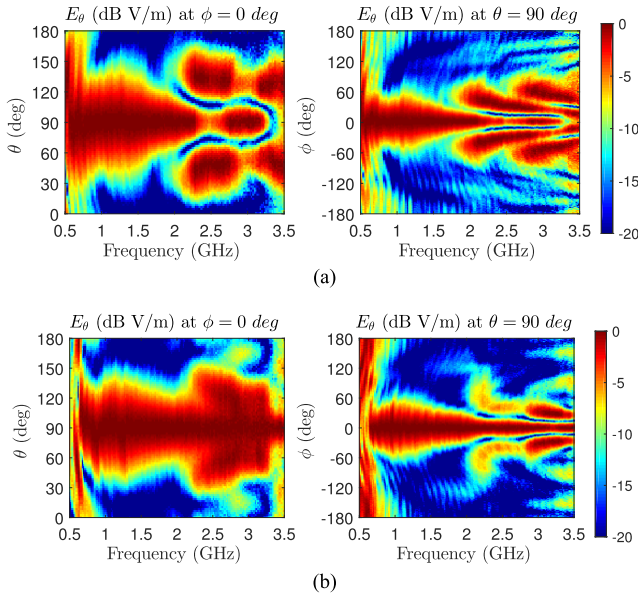 E_θ (dB V/m) at ϕ = 0 deg
E_θ (dB V/m) at θ = 90 deg
180
150
120
90
60
30
0
θ (deg)
0.5 1 1.5 2 2.5 3 3.5
Frequency (GHz)
180
120
60
0
-60
-120
-180
ϕ (deg)
0.5 1 1.5 2 2.5 3 3.5
Frequency (GHz)
0
-5
-10
-15
-20
(a)
E_θ (dB V/m) at ϕ = 0 deg
E_θ (dB V/m) at θ = 90 deg
180
150
120
90
60
30
0
θ (deg)
0.5 1 1.5 2 2.5 3 3.5
Frequency (GHz)
180
120
60
0
-60
-120
-180
ϕ (deg)
0.5 1 1.5 2 2.5 3 3.5
Frequency (GHz)
0
-5
-10
-15
-20
(b)